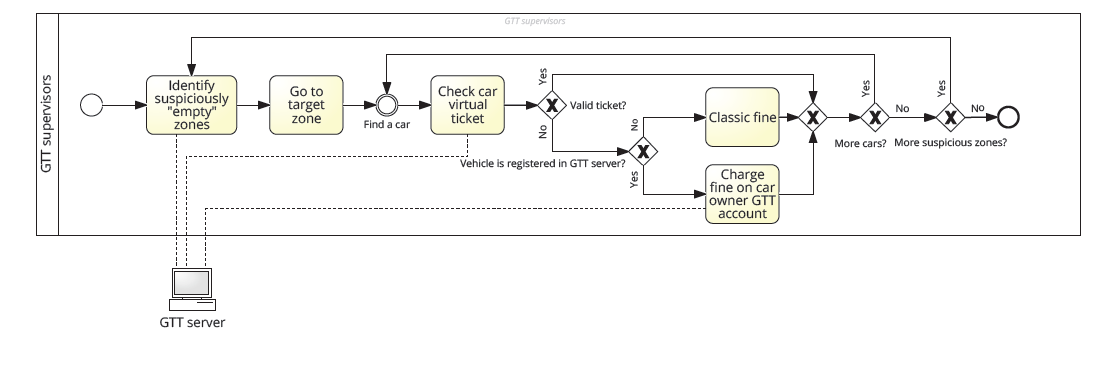 GTT supervisors
GTT supervisors
Identify
suspiciously
"empty"
zones
Go to
target
zone
Find a car
Check car
virtual
ticket
Yes
Valid ticket?
No
Vehicle is registered in GTT server?
No
Yes
Classic fine
Charge
fine on car
owner GTT
account
Yes
No
More cars?
Yes
No
More suspicious zones?
GTT server